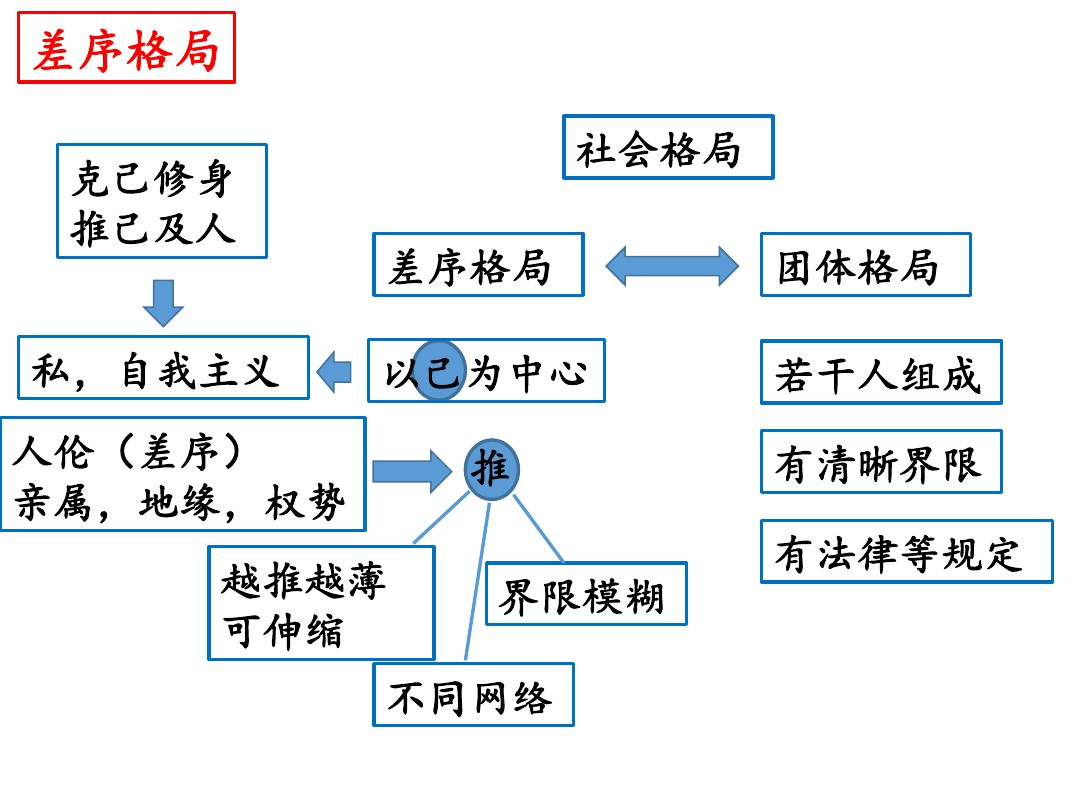 差序格局
社会格局
克己修身
推己及人
差序格局
团体格局
私，自我主义
以己为中心
若干人组成
人伦（差序）
亲属，地缘，权势
推
有清晰界限
有法律等规定
越推越薄
可伸缩
界限模糊
不同网络